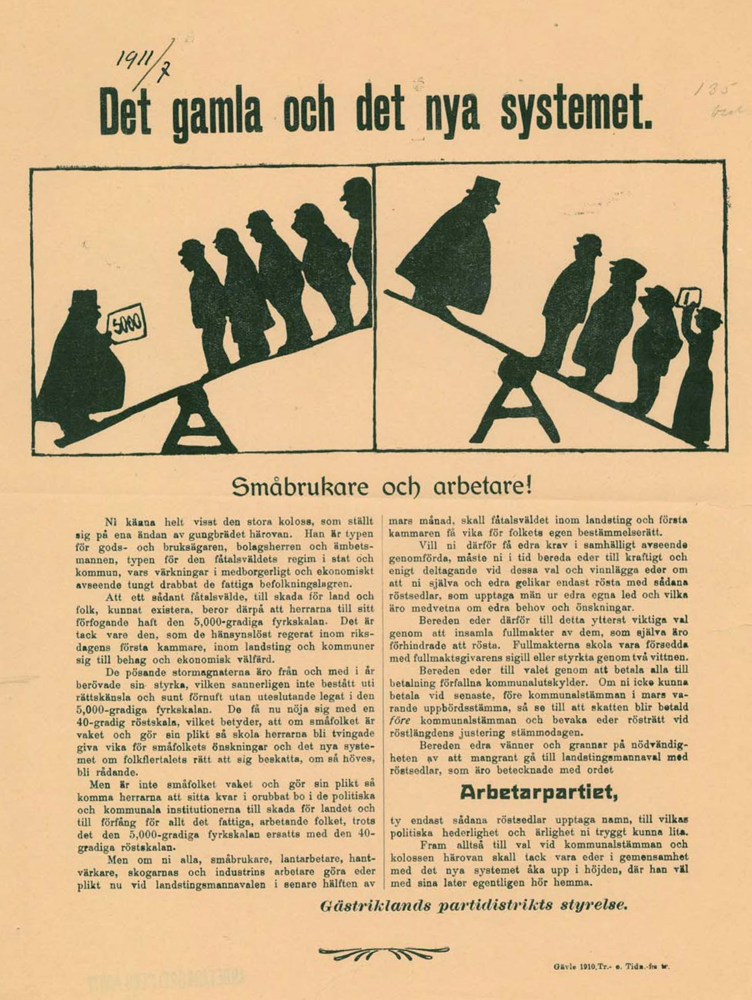 1911/7
135
Det gamla och det nya systemet.
5000
1
Småbrukare och arbetare!
Ni känna helt visst den stora koloss, som ställt
sig på ena ändan av gungbrädet härovan. Han är typen
för gods- och bruksägaren, bolagsherren och ämbets-
mannen, typen för den fåtalsväldets regim i stat och
kommun, vars värkningar i medborgerligt och ekonomiskt
avseende tungt drabbat de fattiga befolkningslagren.
Att ett sådant fåtalsvälde, till skada för land och
folk, kunnat existera, beror därpå att herrarna till sitt
förfogande haft den 5,000-gradiga fyrkskalan. Det är
tack vare den, som de hänsynslöst regerat inom riks-
dagens första kammare, inom landsting och kommuner
sig till behag och ekonomisk välfärd.
De pösande stormagnaterna äro från och med i år
berövade sin styrka, vilken sannerligen inte bestått uti
rättskänsla och sunt förnuft utan uteslutande legat i den
5,000-gradiga fyrkskalan. De få nu nöja sig med en
40-gradig röstskala, vilket betyder, att om småfolket är
vaket och gör sin plikt så skola herrarna bli tvingade
giva vika för småfolkets önskningar och det nya syste-
met om folkflertalets rätt att sig beskatta, om så höves,
bli rådande.
Men är inte småfolket vaket och gör sin plikt så
komma herrarna att sitta kvar i orubbat bo i de politiska
och kommunala institutionerna till skada för landet och
till förfång för allt det fattiga, arbetande folket, trots
det den 5,000-gradiga fyrkskalan ersatts med den 40-
gradiga röstskalan.
Men om ni alla, småbrukare, lantarbetare, hant-
värkare, skogarnas och industrins arbetare göra eder
plikt nu vid landstingsmannavalen i senare hälften av
mars månad, skall fåtalsväldet inom landsting och första
kammaren få vika för folkets egen bestämmelserätt.
Vill ni därför få edra krav i samhälligt avseende
genomförda, måste ni i tid bereda eder till kraftigt och
enigt deltagande vid dessa val och vinnlägga eder om
att ni själva och edra gelikar endast rösta med sådana
röstsedlar, som upptaga män ur edra egna led och vilka
äro medvetna om edra behov och önskningar.
Bereden eder därför till detta ytterst viktiga val
genom att insamla fullmakter av dem, som själva äro
förhindrade att rösta. Fullmakterna skola vara försedda
med fullmaktsgivarens sigill eller styrkta genom två vittnen.
Bereden eder till valet genom att betala alla till
betalning förfallna kommunalutskylder. Om ni icke kunna
betala vid senaste, före kommunalstämman i mars va-
rande uppbördsstämma, så se till att skatten blir betald
före kommunalstämman och bevaka eder rösträtt vid
röstlängdens justering stämmodagen.
Bereden edra vänner och grannar på nödvändig-
heten av att mangrant gå till landstingsmannaval med
röstsedlar, som äro betecknade med ordet
Arbetarpartiet,
ty endast sådana röstsedlar upptaga namn, till vilkas
politiska hederlighet och ärlighet ni tryggt kunna lita.
Fram alltså till val vid kommunalstämman och
kolossen härovan skall tack vara eder i gemensamhet
med det nya systemet åka upp i höjden, där han väl
med sina later egentligen hör hemma.
Gästriklands partidistrikts styrelse.
Gävle 1910, Tr.- o. Tidn.-fra tr.